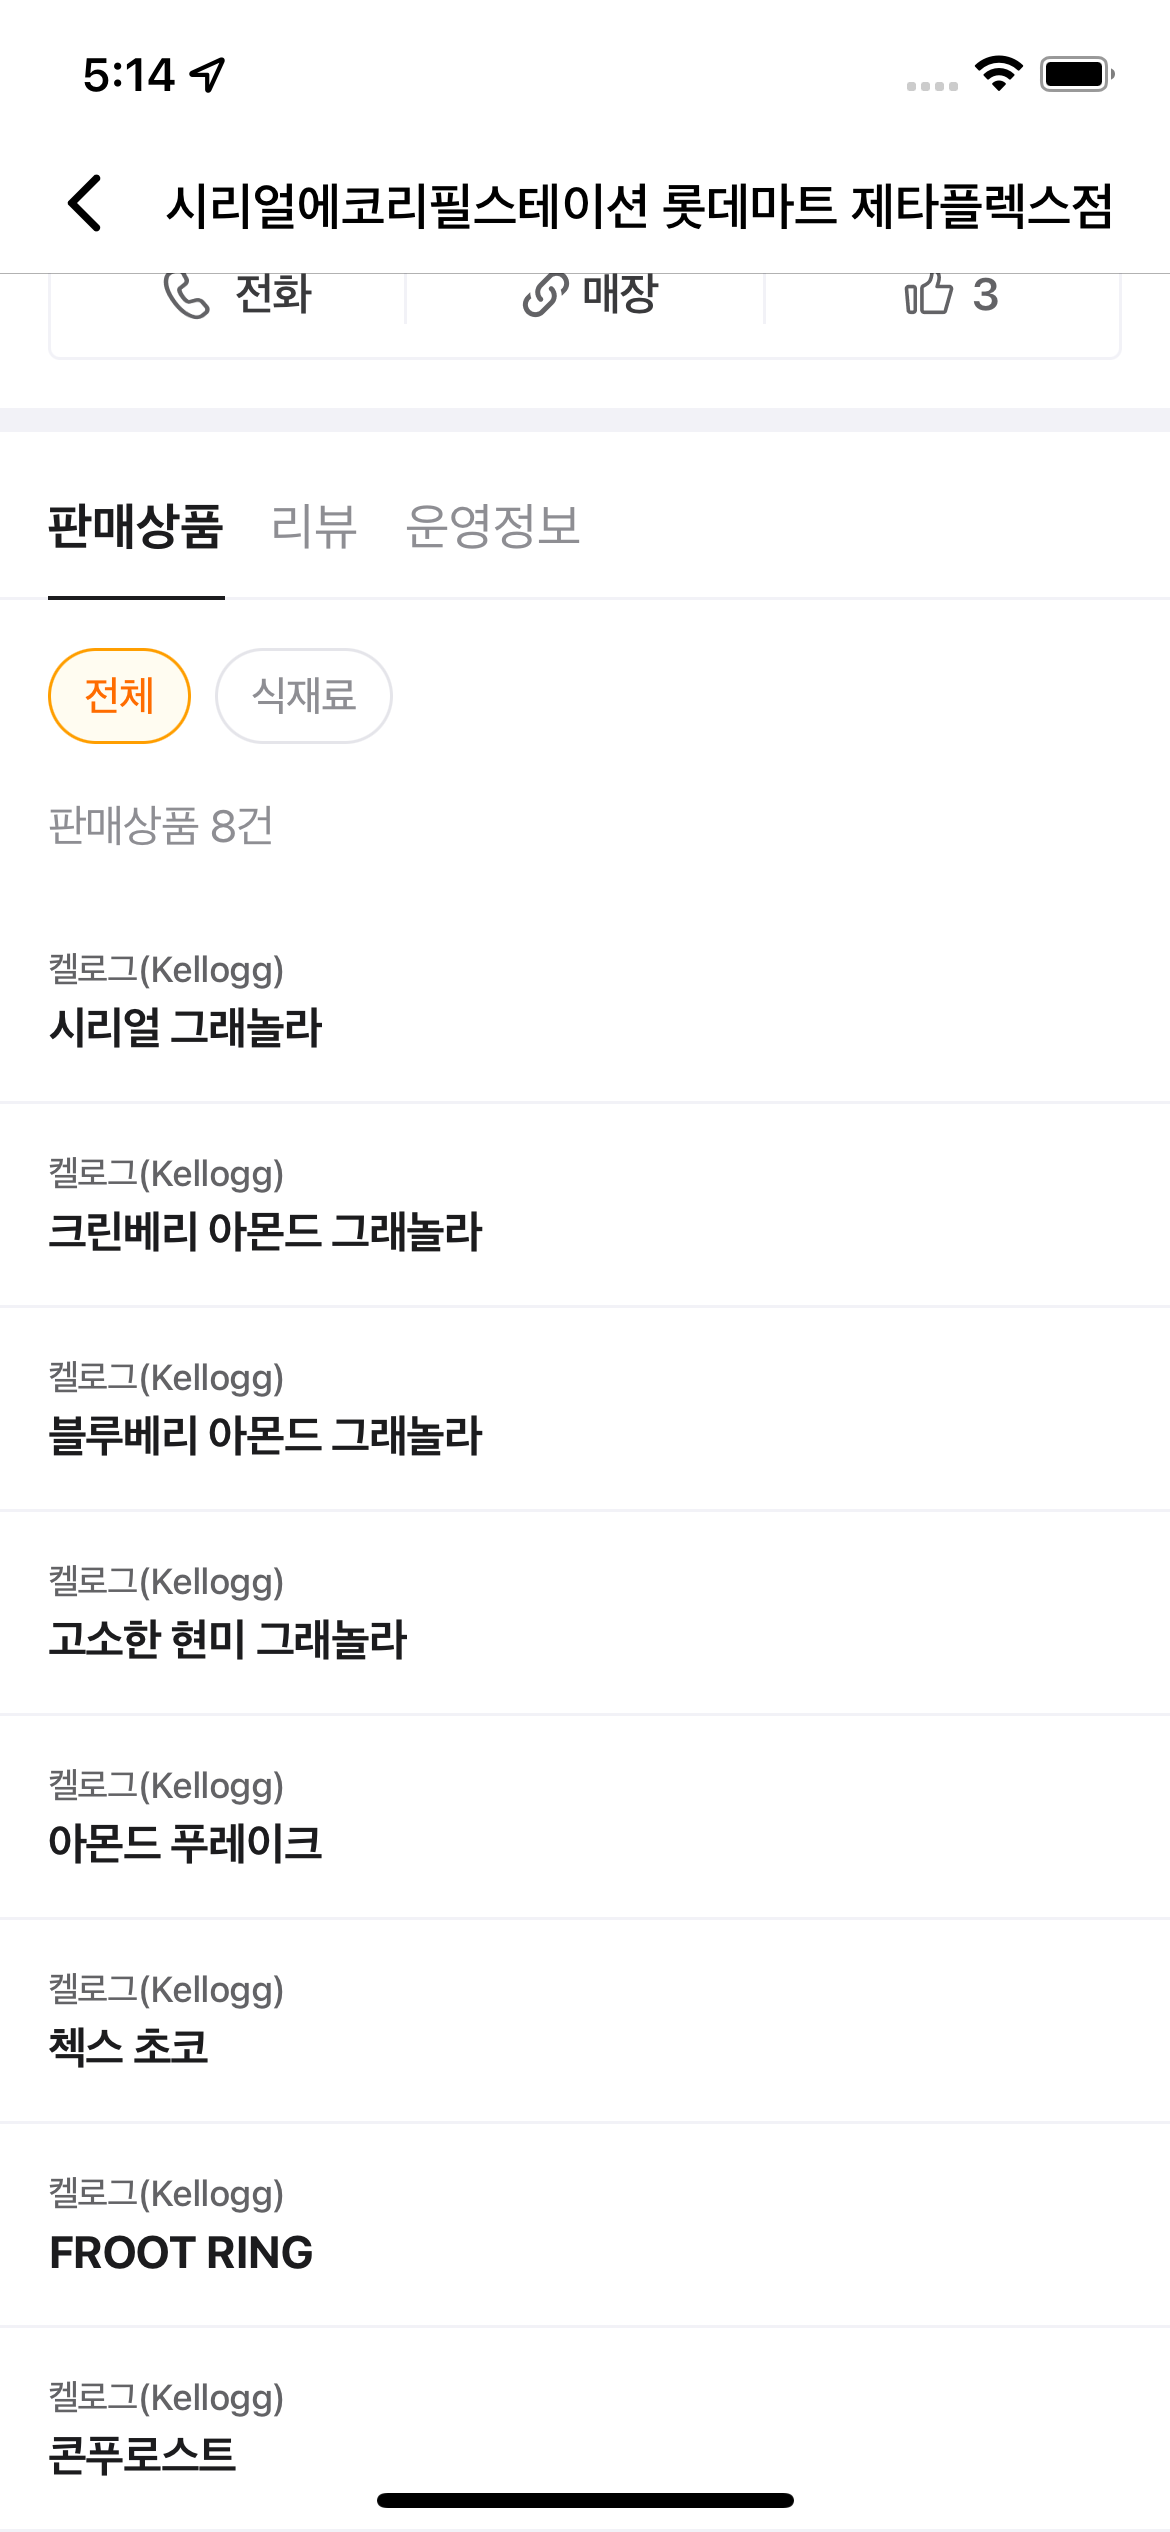 5:14
시리얼에코리필스테이션 롯데마트 제타플렉스점
전화 매장 3
판매상품 리뷰 운영정보
전체 식재료
판매상품 8건
켈로그(Kellogg)
시리얼 그래놀라
켈로그(Kellogg)
크린베리 아몬드 그래놀라
켈로그(Kellogg)
블루베리 아몬드 그래놀라
켈로그(Kellogg)
고소한 현미 그래놀라
켈로그(Kellogg)
아몬드 푸레이크
켈로그(Kellogg)
첵스 초코
켈로그(Kellogg)
FROOT RING
켈로그(Kellogg)
콘푸로스트